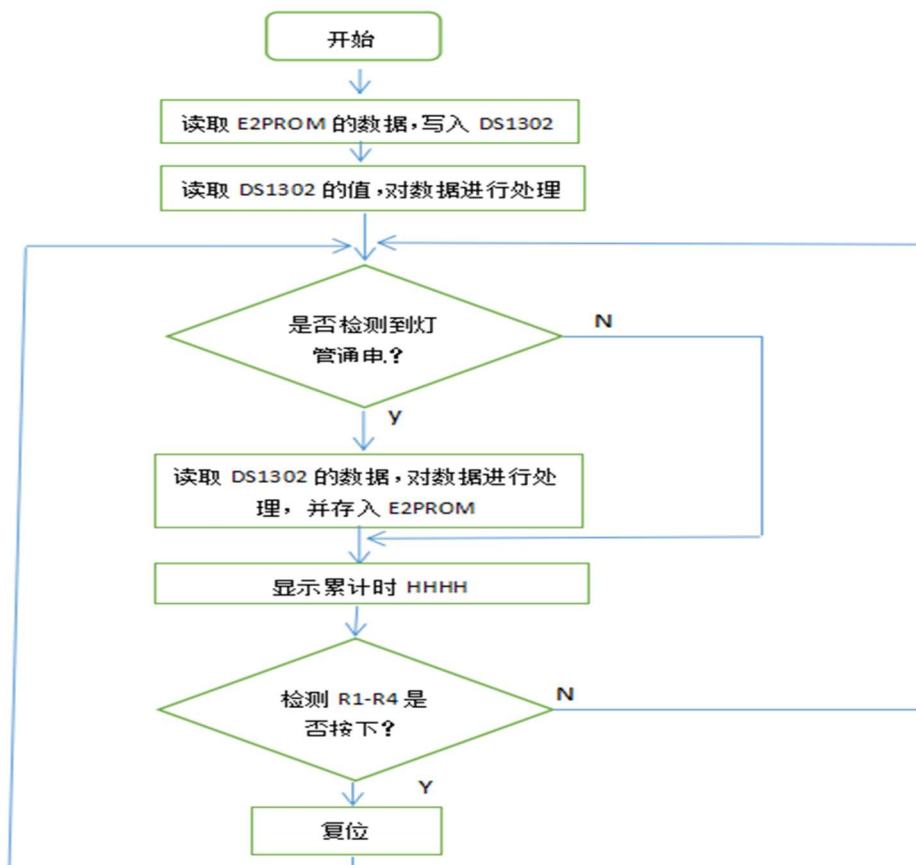 开始
读取 E2PROM 的数据,写入 DS1302
读取 DS1302 的值,对数据进行处理
是否检测到灯
管通电?
N
y
读取 DS1302 的数据,对数据进行处
理,并存入 E2PROM
显示累计时 HHHH
检测 R1-R4 是
否按下?
N
Y
复位